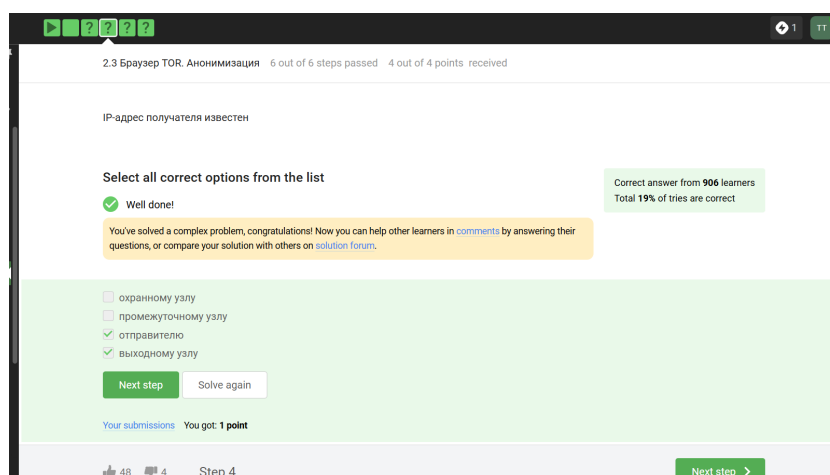 ? ? ? ?
1
TT
2.3 Браузер TOR. Анонимизация 6 out of 6 steps passed 4 out of 4 points received
IP-адрес получателя известен
Select all correct options from the list
Well done!
You've solved a complex problem, congratulations! Now you can help other learners in comments by answering their
questions, or compare your solution with others on solution forum.
Correct answer from 906 learners
Total 19% of tries are correct
охранному узлу
промежуточному узлу
отправителю
выходному узлу
Next step Solve again
Your submissions You got: 1 point
48 4 Step 4 Next step